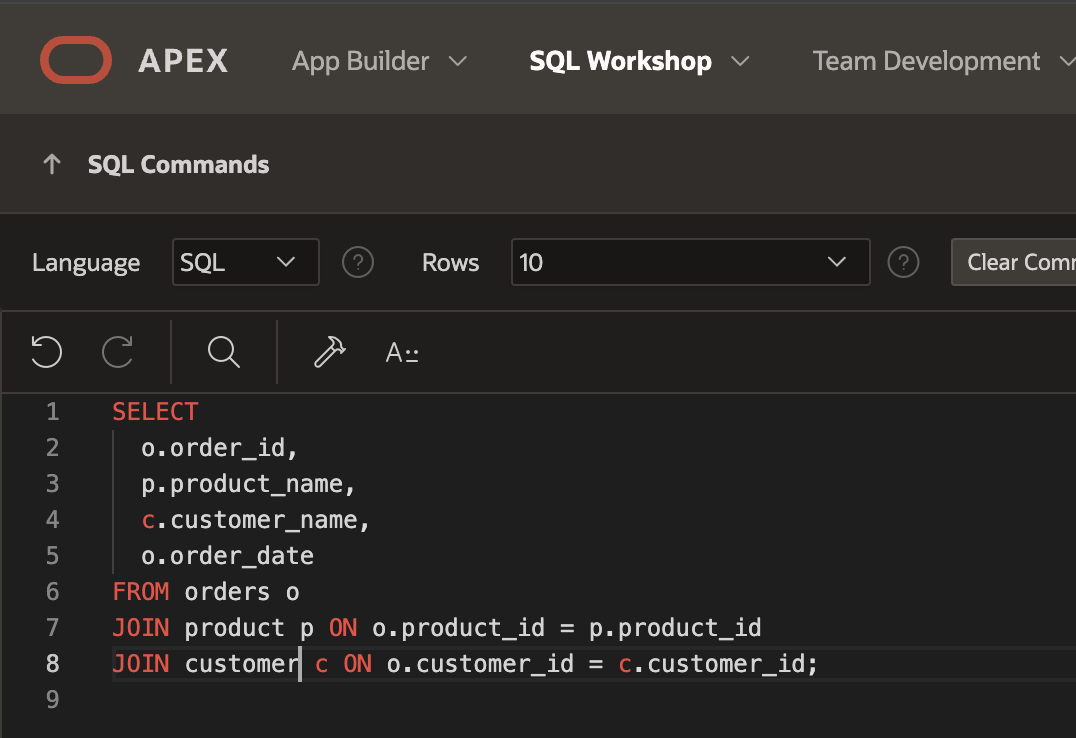 APEX App Builder SQL Workshop Team Development
SQL Commands
Language SQL ? Rows 10 ? Clear Comm
A::
1 SELECT
2 o.order_id,
3 p.product_name,
4 c.customer_name,
5 o.order_date
6 FROM orders o
7 JOIN product p ON o.product_id = p.product_id
8 JOIN customer c ON o.customer_id = c.customer_id;
9